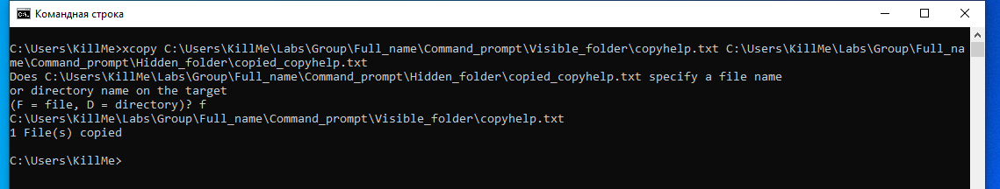 Командная строка
C:\Users\KillMe>xcopy C:\Users\KillMe\Labs\Group\Full_name\Command_prompt\Visible_folder\copyhelp.txt C:\Users\KillMe\Labs\Group\Full_na
me\Command_prompt\Hidden_folder\copied_copyhelp.txt
Does C:\Users\KillMe\Labs\Group\Full_name\Command_prompt\Hidden_folder\copied_copyhelp.txt specify a file name
or directory name on the target
(F = file, D = directory)? f
C:\Users\KillMe\Labs\Group\Full_name\Command_prompt\Visible_folder\copyhelp.txt
1 File(s) copied
C:\Users\KillMe>